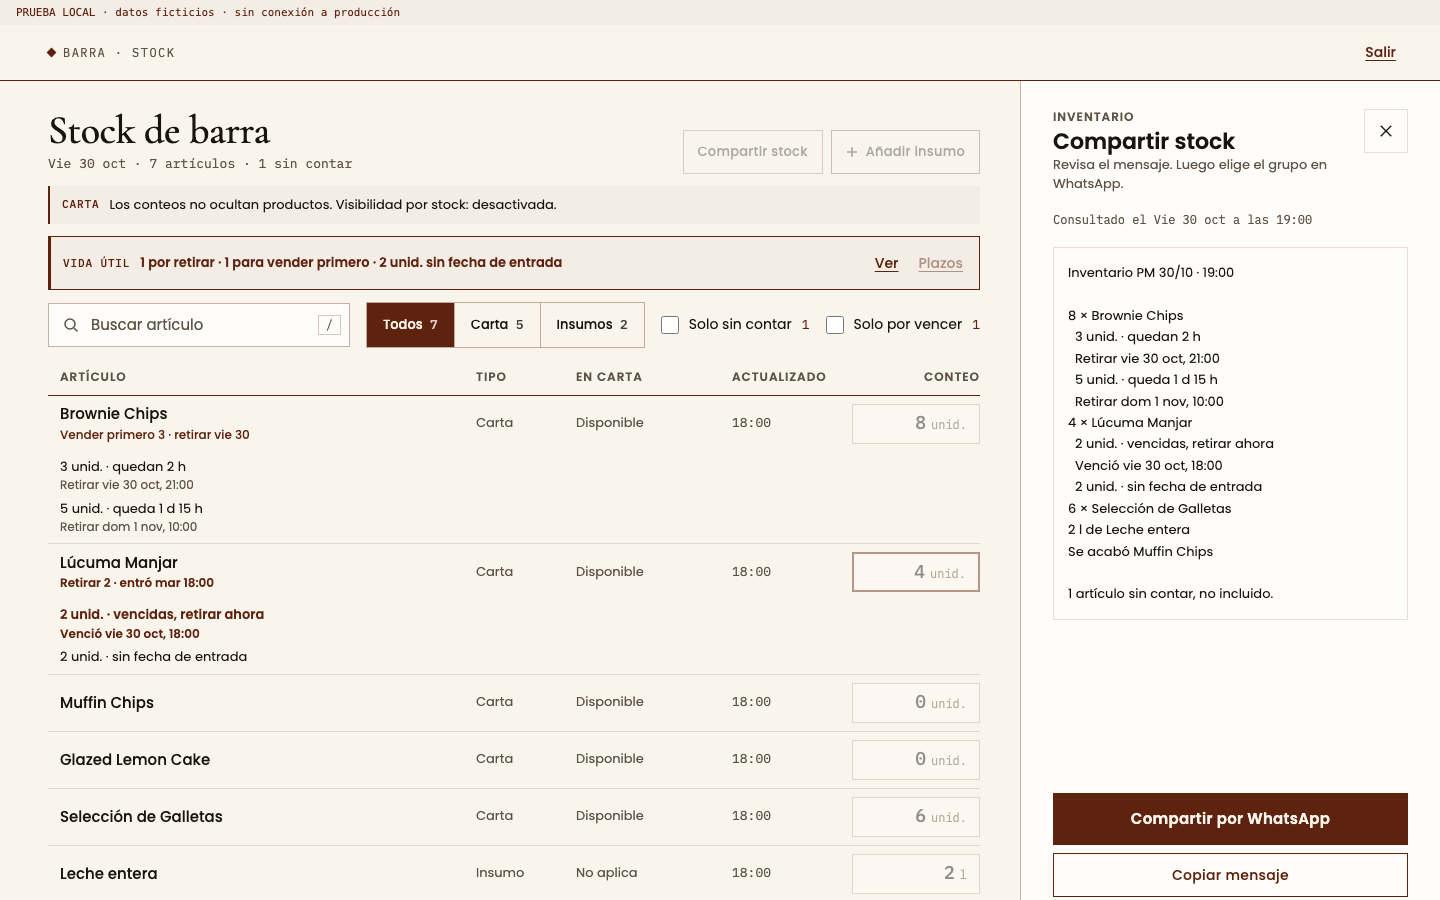 PRUEBA LOCAL · datos ficticios · sin conexión a producción
BARRA · STOCK
Salir
Stock de barra
Vie 30 oct · 7 artículos · 1 sin contar
Compartir stock
+ Añadir insumo
CARTA Los conteos no ocultan productos. Visibilidad por stock: desactivada.
VIDA ÚTIL 1 por retirar · 1 para vender primero · 2 unid. sin fecha de entrada
Ver
Plazos
Buscar artículo /
Todos 7
Carta 5
Insumos 2
Solo sin contar 1
Solo por vencer 1
ARTÍCULO TIPO EN CARTA ACTUALIZADO CONTEO
Brownie Chips Carta Disponible 18:00 8 unid.
Vender primero 3 · retirar vie 30
3 unid. · quedan 2 h
Retirar vie 30 oct, 21:00
5 unid. · queda 1 d 15 h
Retirar dom 1 nov, 10:00
Lúcuma Manjar Carta Disponible 18:00 4 unid.
Retirar 2 · entró mar 18:00
2 unid. · vencidas, retirar ahora
Venció vie 30 oct, 18:00
2 unid. · sin fecha de entrada
Muffin Chips Carta Disponible 18:00 0 unid.
Glazed Lemon Cake Carta Disponible 18:00 0 unid.
Selección de Galletas Carta Disponible 18:00 6 unid.
Leche entera Insumo No aplica 18:00 2 l
INVENTARIO
Compartir stock
Revisa el mensaje. Luego elige el grupo en
WhatsApp.
Consultado el Vie 30 oct a las 19:00
Inventario PM 30/10 · 19:00
8 × Brownie Chips
3 unid. · quedan 2 h
Retirar vie 30 oct, 21:00
5 unid. · queda 1 d 15 h
Retirar dom 1 nov, 10:00
4 × Lúcuma Manjar
2 unid. · vencidas, retirar ahora
Venció vie 30 oct, 18:00
2 unid. · sin fecha de entrada
6 × Selección de Galletas
2 l de Leche entera
Se acabó Muffin Chips
1 artículo sin contar, no incluido.
Compartir por WhatsApp
Copiar mensaje